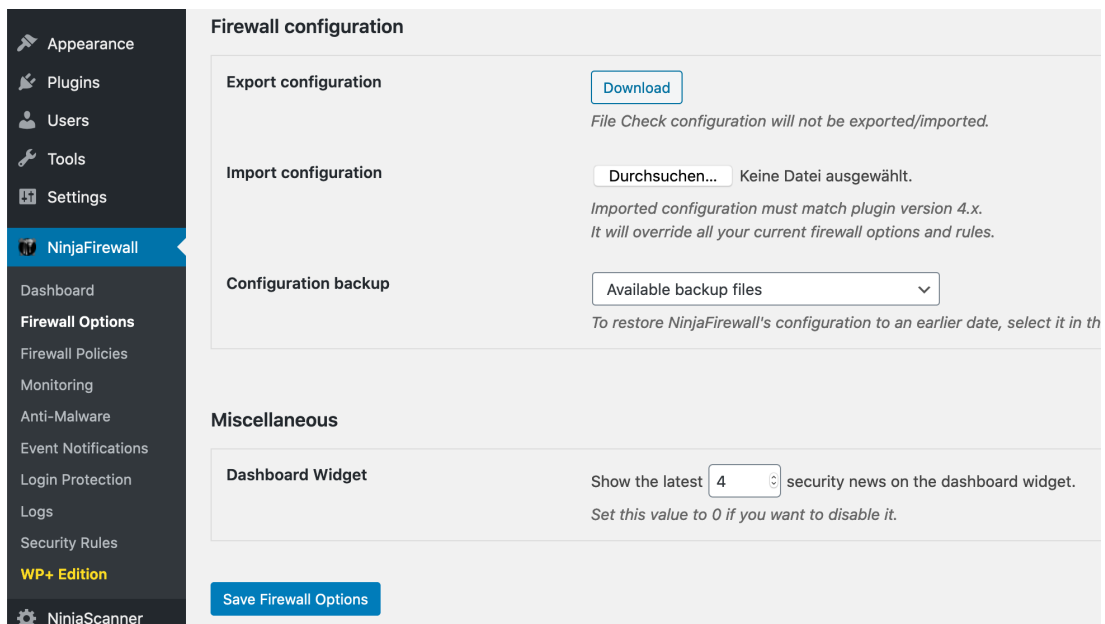 Appearance
Plugins
Users
Tools
Settings
NinjaFirewall
Dashboard
Firewall Options
Firewall Policies
Monitoring
Anti-Malware
Event Notifications
Login Protection
Logs
Security Rules
WP+ Edition
NinjaScanner
Firewall configuration
Export configuration
Download
File Check configuration will not be exported/imported.
Import configuration
Durchsuchen... Keine Datei ausgewählt.
Imported configuration must match plugin version 4.x.
It will override all your current firewall options and rules.
Configuration backup
Available backup files
To restore NinjaFirewall's configuration to an earlier date, select it in th
Miscellaneous
Dashboard Widget
Show the latest 4 security news on the dashboard widget.
Set this value to 0 if you want to disable it.
Save Firewall Options